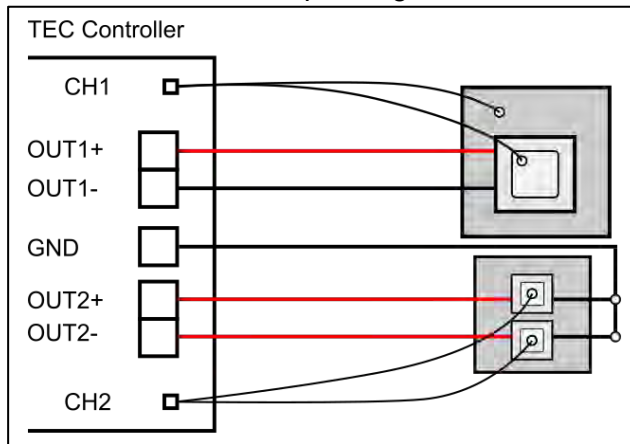 TEC Controller
CH1
OUT1+
OUT1-
GND
OUT2+
OUT2-
CH2